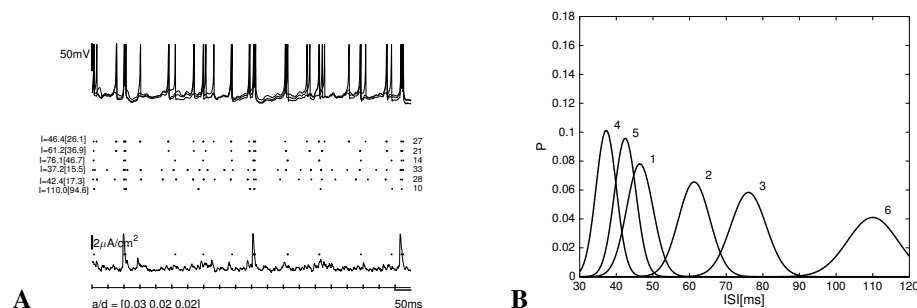 50mV
I=46.4[26.1] 27
I=61.2[36.9] 21
I=76.1[46.7] 14
I=37.2[15.5] 33
I=42.4[17.3] 28
I=110.0[94.6] 10
2µA/cm²
a/d = [0.03 0.02 0.02] 50ms
A
0.18
0.16
0.14
0.12
0.1
0.08
0.06
0.04
0.02
0
P
4
5
1
2
3
6
30 40 50 60 70 80 90 100 110 120
ISI[ms]
B